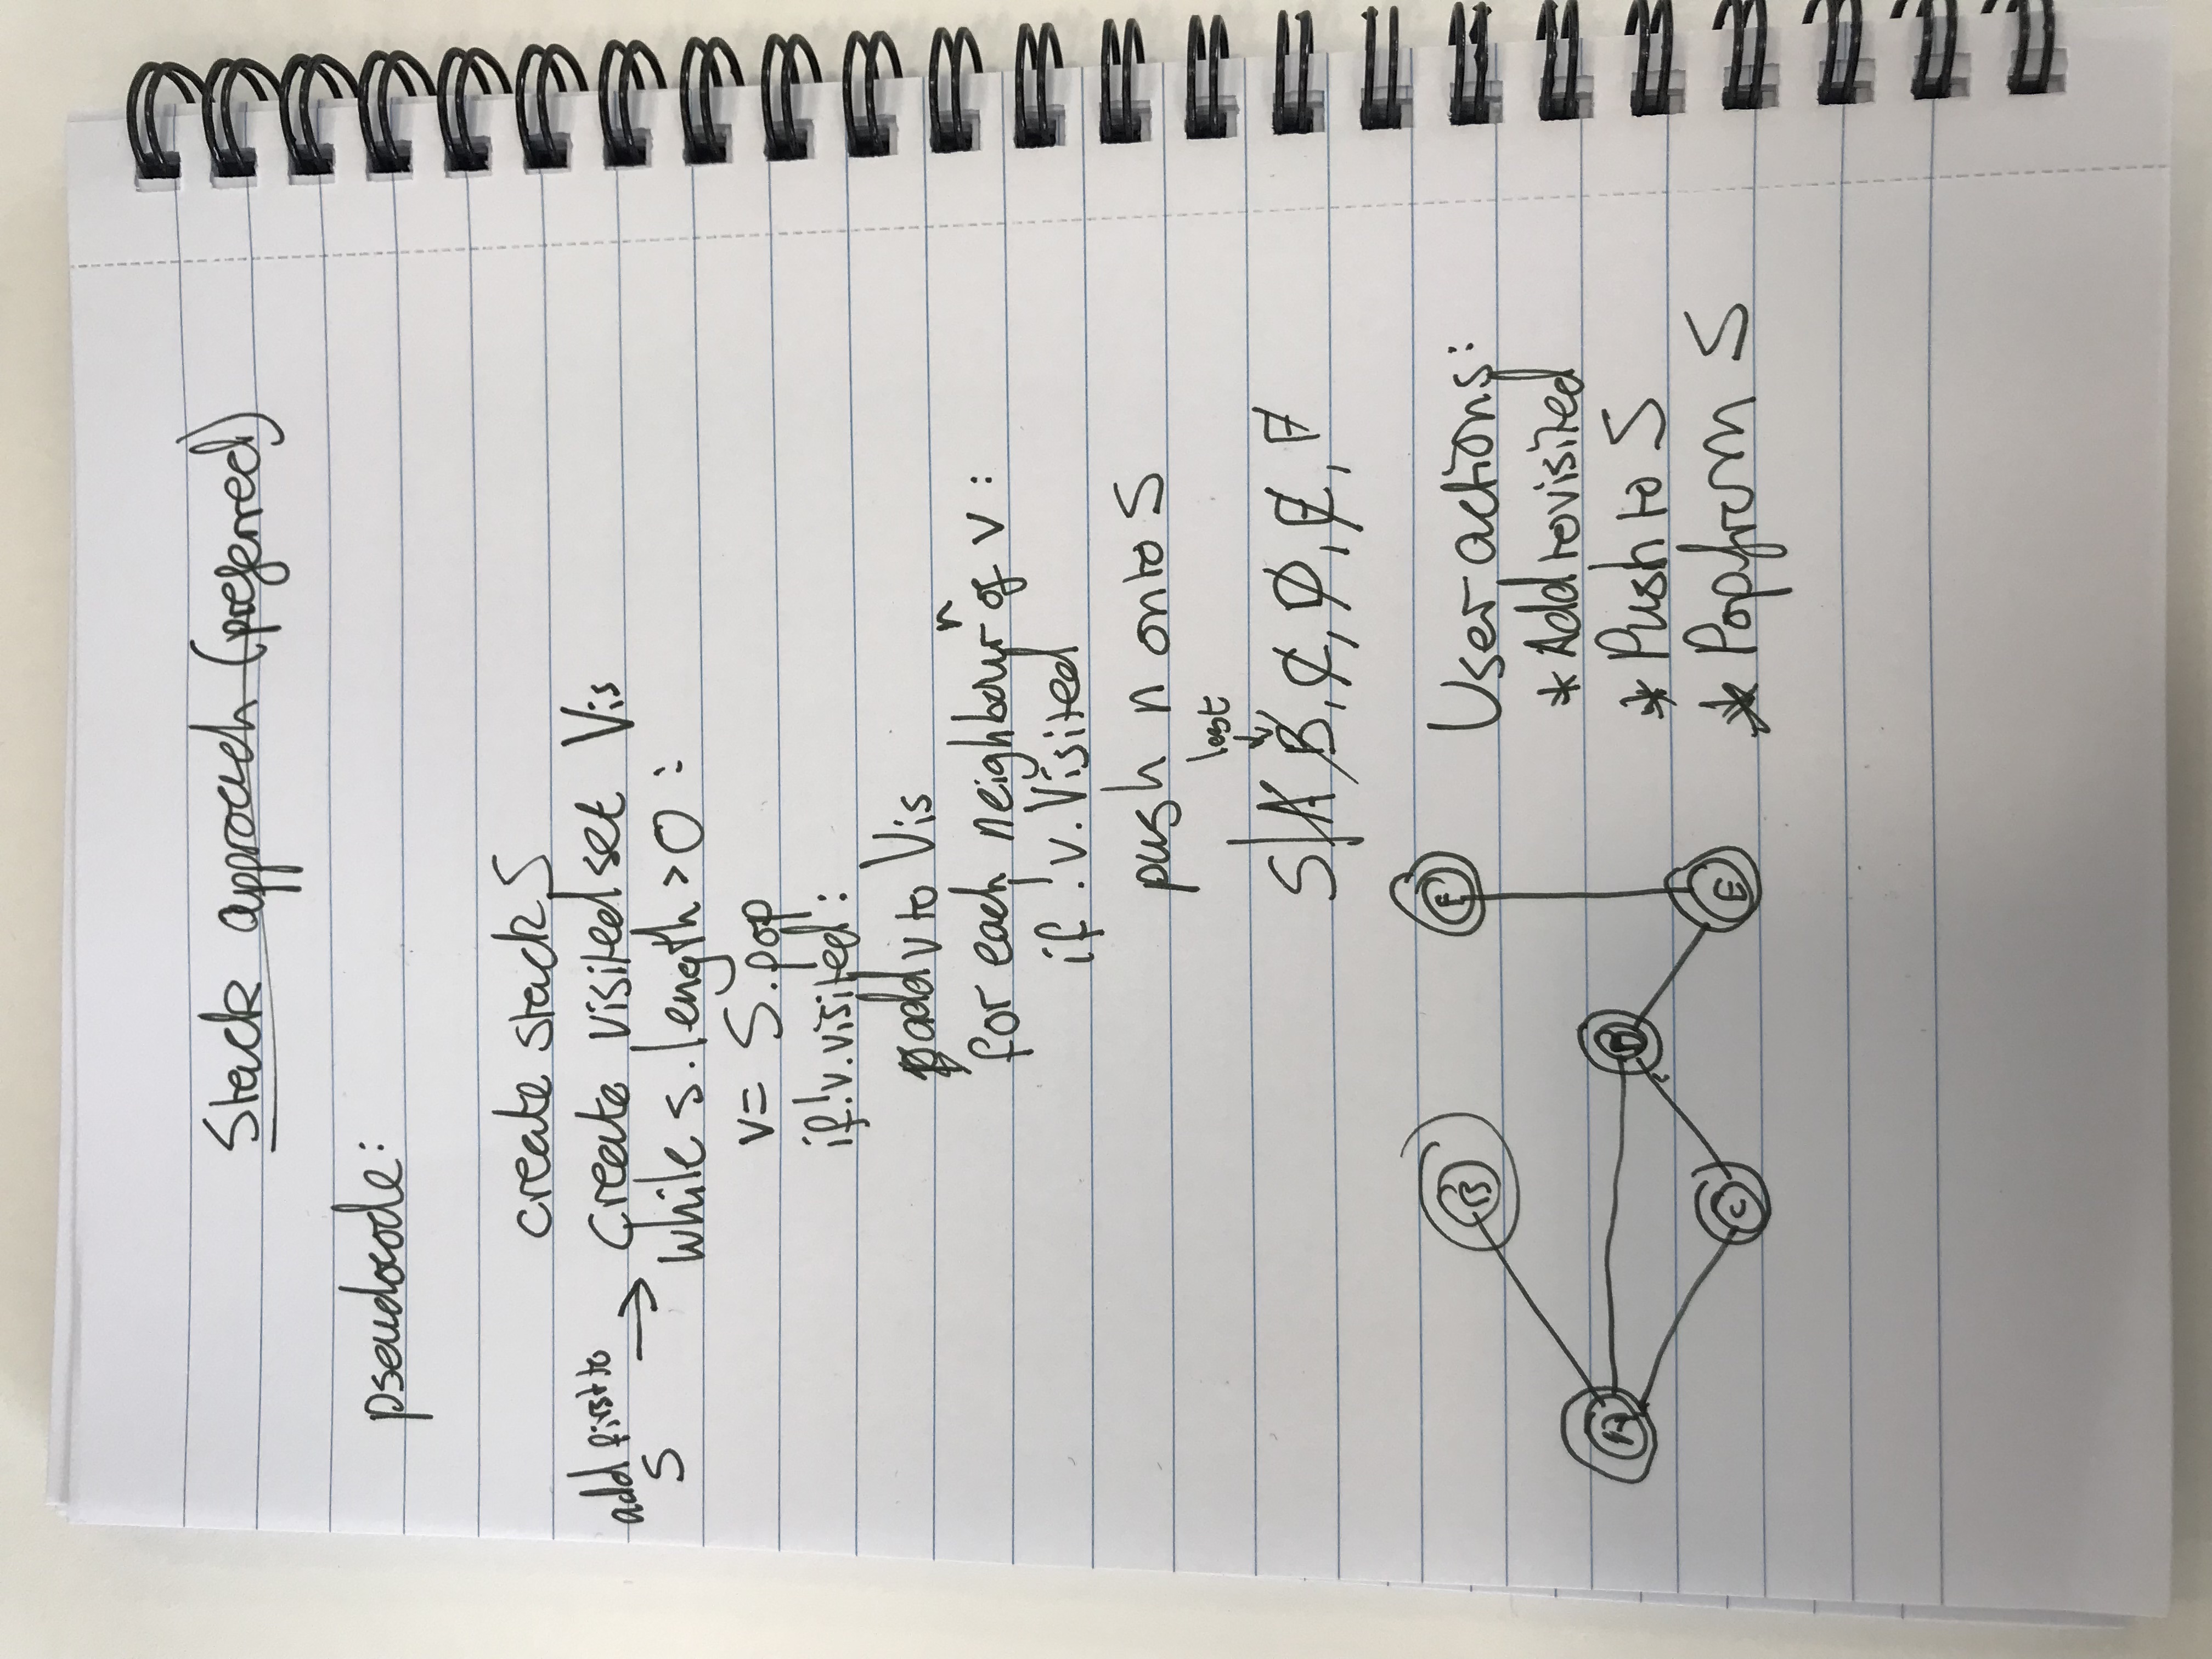 Stack approach (preferred)
pseudocode:
create stack S
add first to
S →
create visited set Vis
while s.length > 0 :
v= S.pop
if !v.visited :
add v to Vis
for each neighbour n of v :
if !v.Visited
push n onto S
last
↓
S | A B, C, D, E, F
B
F
A
D
C
E
User actions:
* Add to visited
* Push to S
* Pop from S